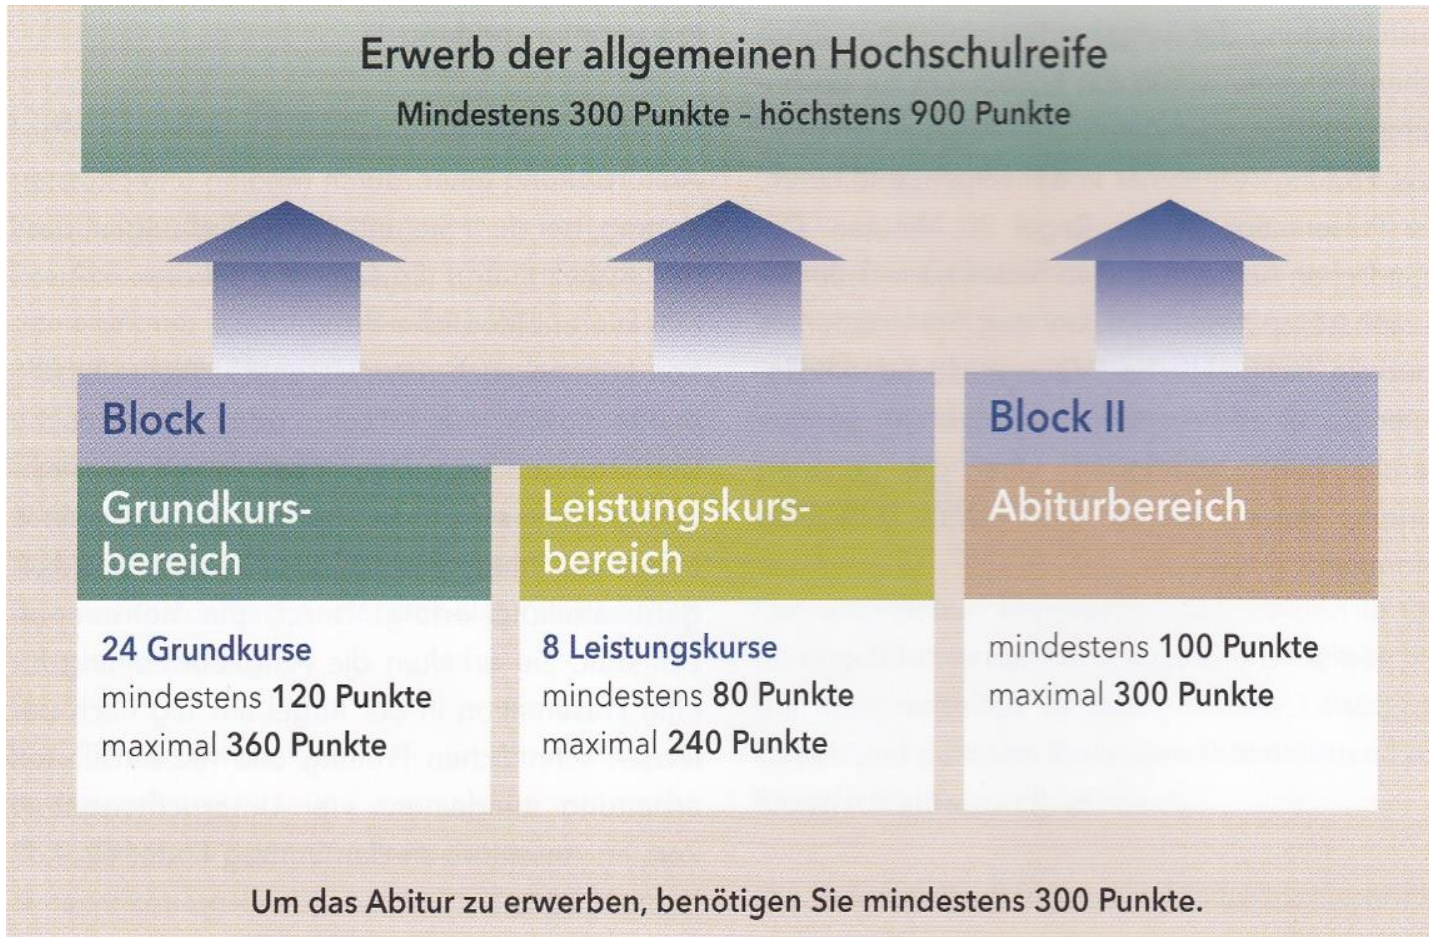 Erwerb der allgemeinen Hochschulreife
Mindestens 300 Punkte – höchstens 900 Punkte
Block I
Grundkurs-
bereich
24 Grundkurse
mindestens 120 Punkte
maximal 360 Punkte
Leistungskurs-
bereich
8 Leistungskurse
mindestens 80 Punkte
maximal 240 Punkte
Block II
Abiturbereich
mindestens 100 Punkte
maximal 300 Punkte
Um das Abitur zu erwerben, benötigen Sie mindestens 300 Punkte.